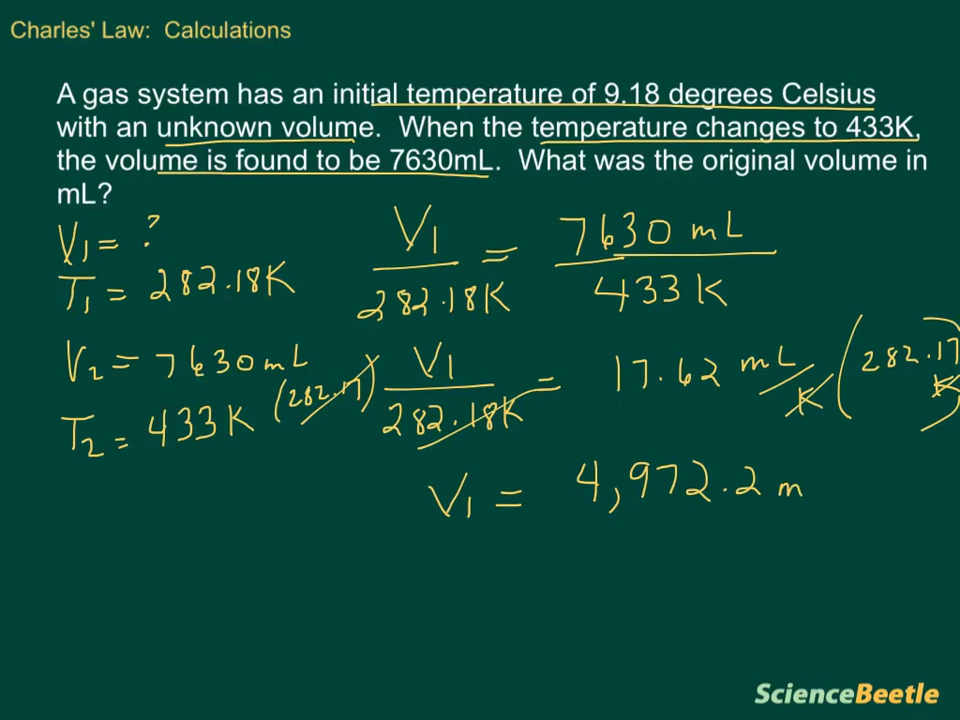 Charles' Law: Calculations
A gas system has an initial temperature of 9.18 degrees Celsius
with an unknown volume. When the temperature changes to 433K,
the volume is found to be 7630mL. What was the original volume in
mL?
V₁ = ?
T₁ = 282.18K
V₂ = 7630mL
T₂ = 433K
V₁ / 282.18K = 7630 mL / 433 K
(282.17) V₁ / 282.18K = 17.62 mL / K (282.17 K
V₁ = 4,972.2 m
ScienceBeetle